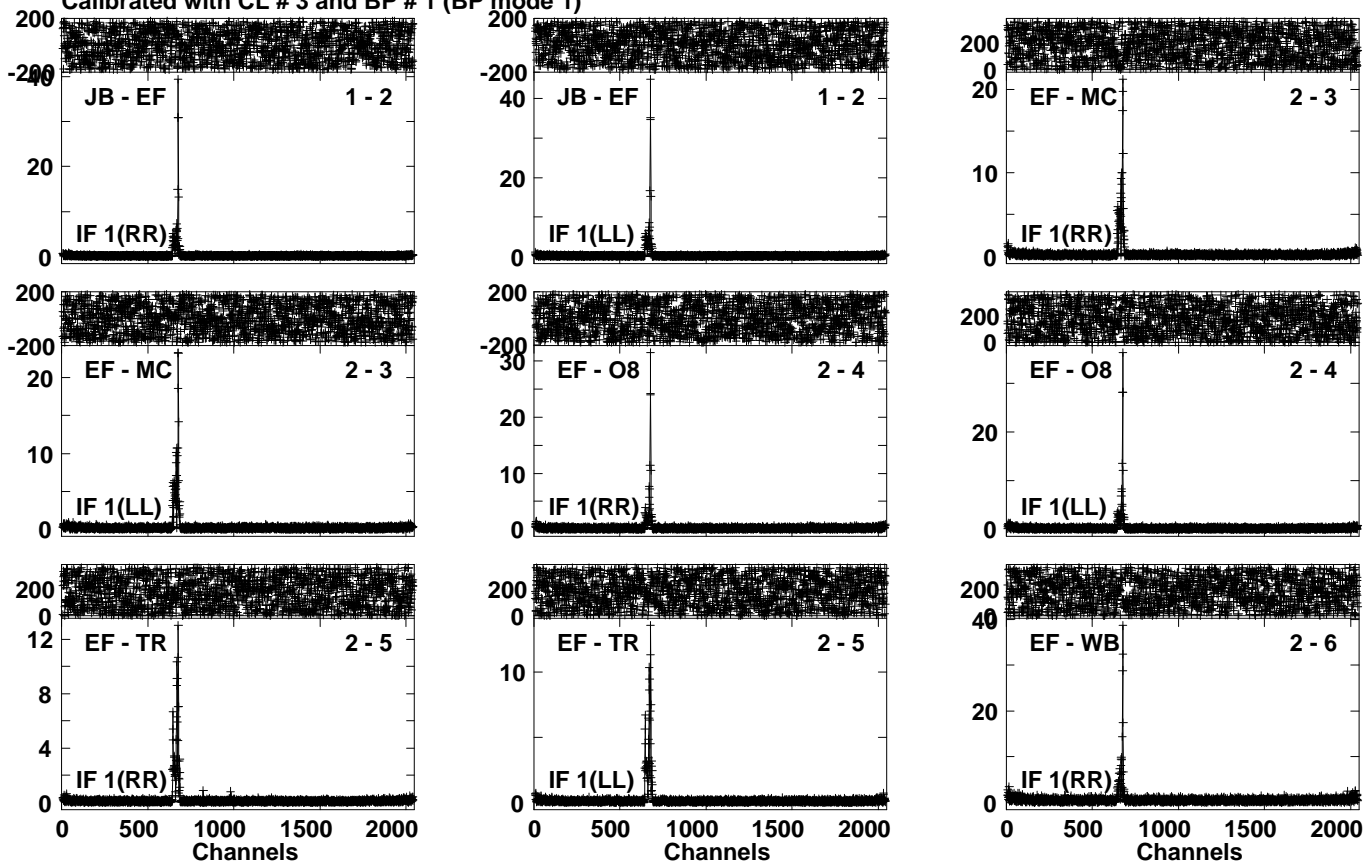 Calibrated with CL # 3 and BP # 1 (BP mode 1)
200
-200
40
20
0
JB - EF 1 - 2
IF 1(RR)
200
-200
40
20
0
JB - EF 1 - 2
IF 1(LL)
200
0
20
10
0
EF - MC 2 - 3
IF 1(RR)
200
-200
20
10
0
EF - MC 2 - 3
IF 1(LL)
200
-200
30
20
10
0
EF - O8 2 - 4
IF 1(RR)
200
0
20
0
EF - O8 2 - 4
IF 1(LL)
200
0
12
8
4
0
EF - TR 2 - 5
IF 1(RR)
0 500 1000 1500 2000
Channels
200
0
10
0
EF - TR 2 - 5
IF 1(LL)
0 500 1000 1500 2000
Channels
200
0
40
20
0
EF - WB 2 - 6
IF 1(RR)
0 500 1000 1500 2000
Channels